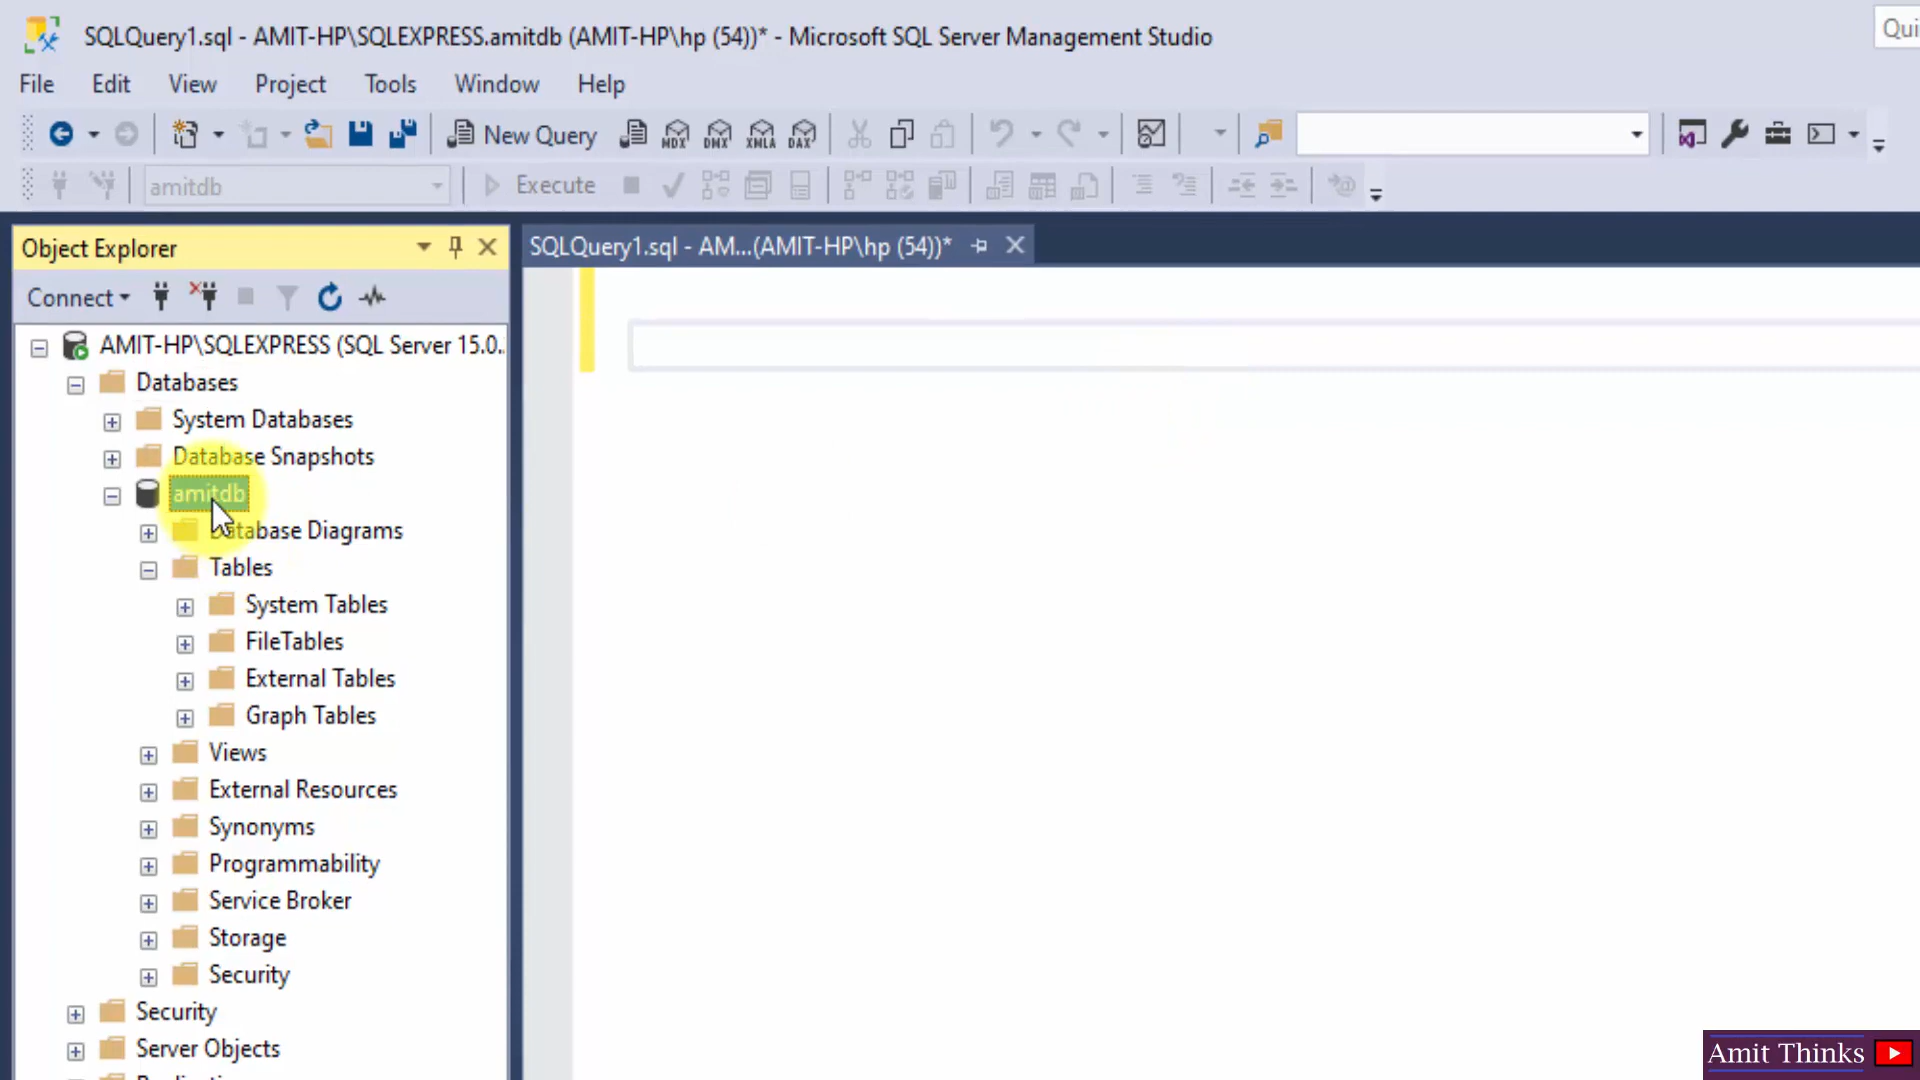 SQLQuery1.sql - AMIT-HP\SQLEXPRESS.amitdb (AMIT-HP\hp (54))* - Microsoft SQL Server Management Studio
Qui
File Edit View Project Tools Window Help
New Query MDX DMX XMLA DAX
amitdb Execute
Object Explorer
SQLQuery1.sql - AM...(AMIT-HP\hp (54))*
Connect
AMIT-HP\SQLEXPRESS (SQL Server 15.0..
Databases
System Databases
Database Snapshots
amitdb
Database Diagrams
Tables
System Tables
FileTables
External Tables
Graph Tables
Views
External Resources
Synonyms
Programmability
Service Broker
Storage
Security
Security
Server Objects
Amit Thinks